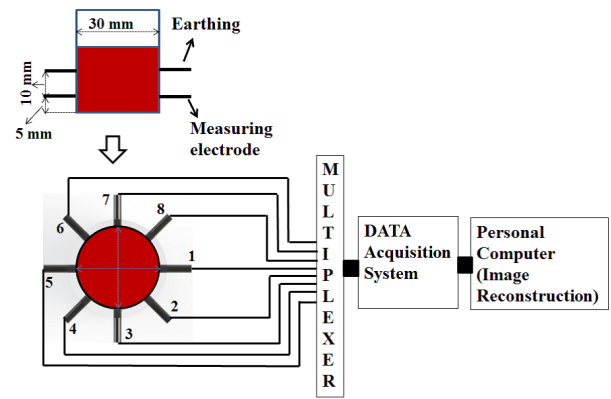 30 mm
Earthing
10 mm
5 mm
Measuring
electrode
7
8
6
1
5
2
4
3
MULTIPLEXER
DATA
Acquisition
System
Personal
Computer
(Image
Reconstruction)